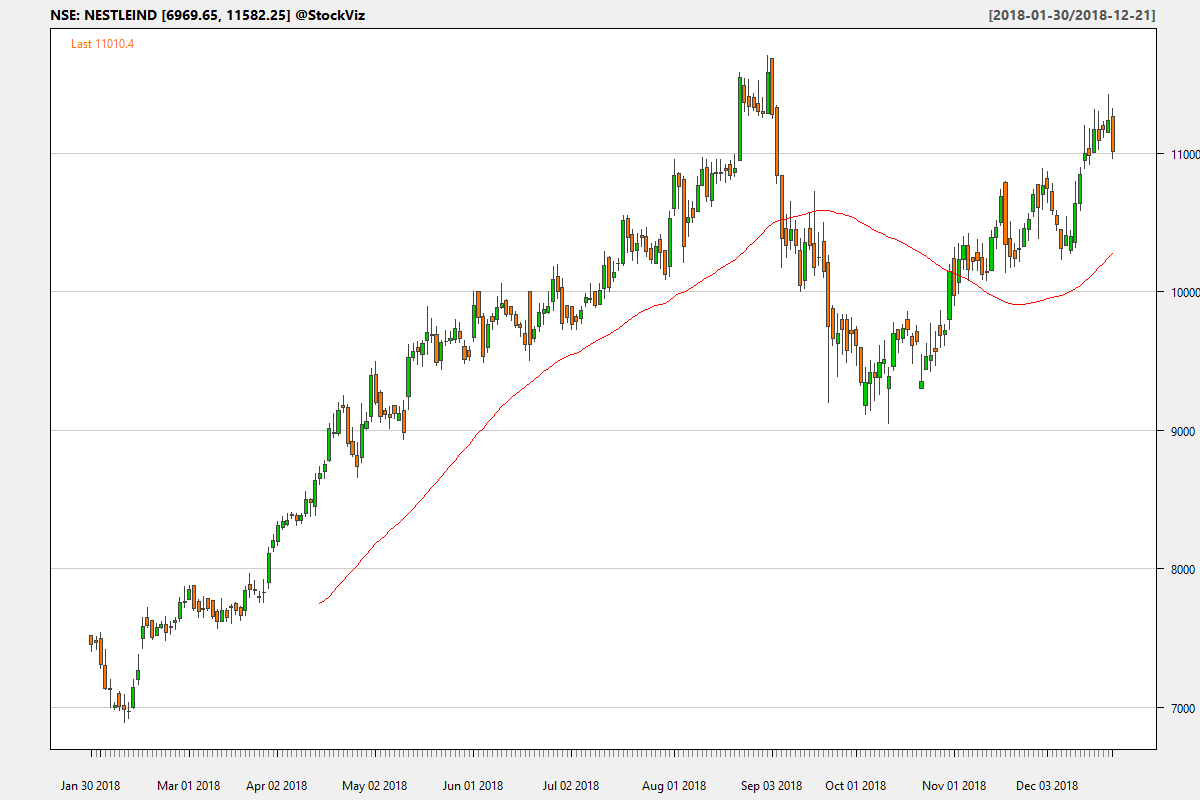 NSE: NESTLEIND [6969.65, 11582.25] @StockViz [2018-01-30/2018-12-21]
Last 11010.4
11000
10000
9000
8000
7000
Jan 30 2018 Mar 01 2018 Apr 02 2018 May 02 2018 Jun 01 2018 Jul 02 2018 Aug 01 2018 Sep 03 2018 Oct 01 2018 Nov 01 2018 Dec 03 2018